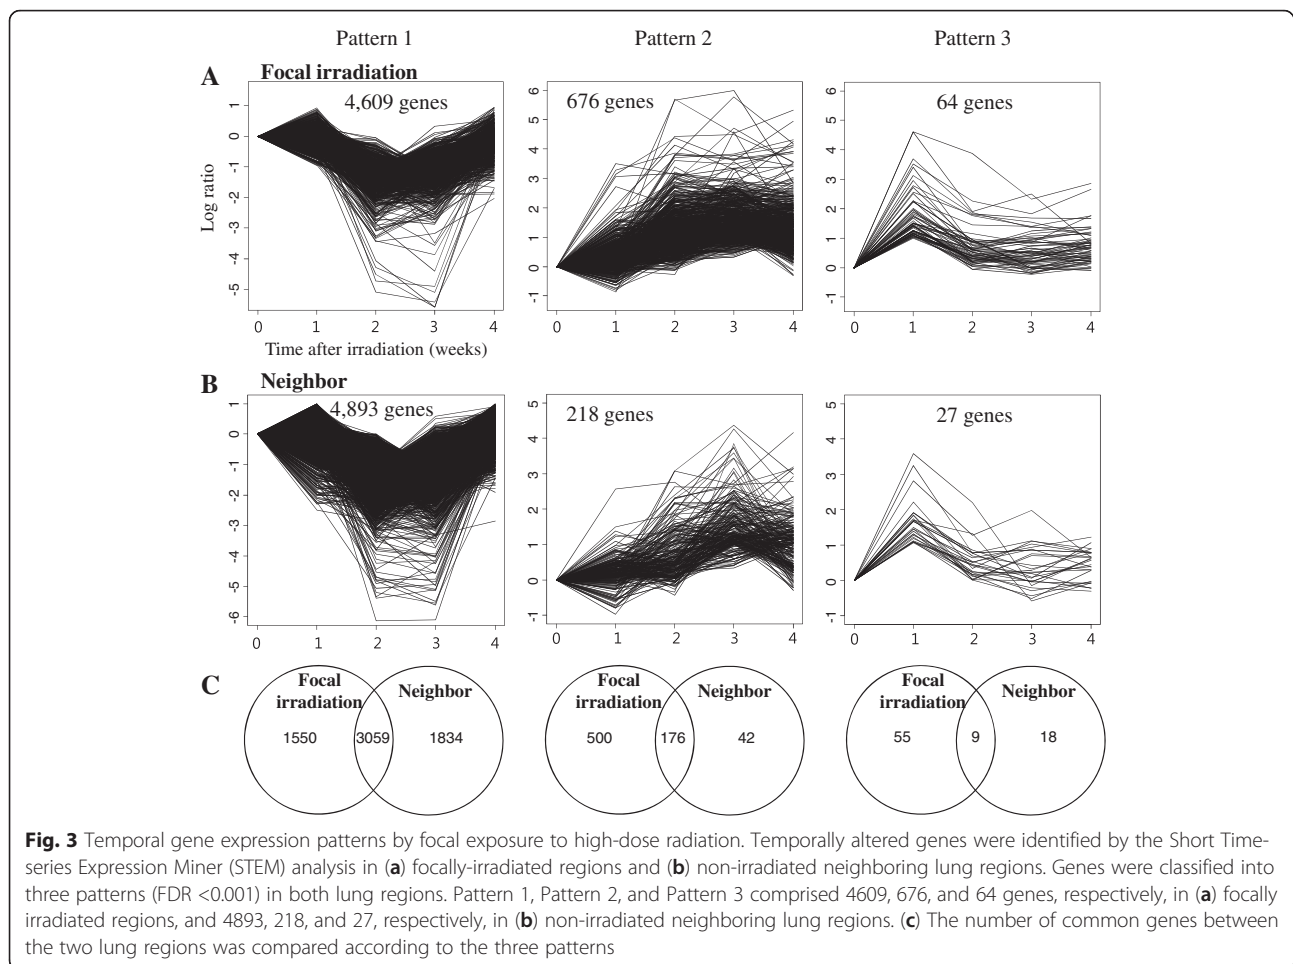 Pattern 1 Pattern 2 Pattern 3
A Focal irradiation
4,609 genes 676 genes 64 genes
Log ratio
1
0
-1
-2
-3
-4
-5
0 1 2 3 4
Time after irradiation (weeks)
6
5
4
3
2
1
0
-1
0 1 2 3 4
6
5
4
3
2
1
0
-1
0 1 2 3 4
B Neighbor
4,893 genes 218 genes 27 genes
1
0
-1
-2
-3
-4
-5
-6
0 1 2 3 4
5
4
3
2
1
0
-1
0 1 2 3 4
5
4
3
2
1
0
-1
0 1 2 3 4
C
Focal
irradiation
Neighbor
1550 3059 1834
Focal
irradiation
Neighbor
500 176 42
Focal
irradiation
Neighbor
55 9 18
Fig. 3 Temporal gene expression patterns by focal exposure to high-dose radiation. Temporally altered genes were identified by the Short Time-
series Expression Miner (STEM) analysis in (a) focally-irradiated regions and (b) non-irradiated neighboring lung regions. Genes were classified into
three patterns (FDR <0.001) in both lung regions. Pattern 1, Pattern 2, and Pattern 3 comprised 4609, 676, and 64 genes, respectively, in (a) focally
irradiated regions, and 4893, 218, and 27, respectively, in (b) non-irradiated neighboring lung regions. (c) The number of common genes between
the two lung regions was compared according to the three patterns